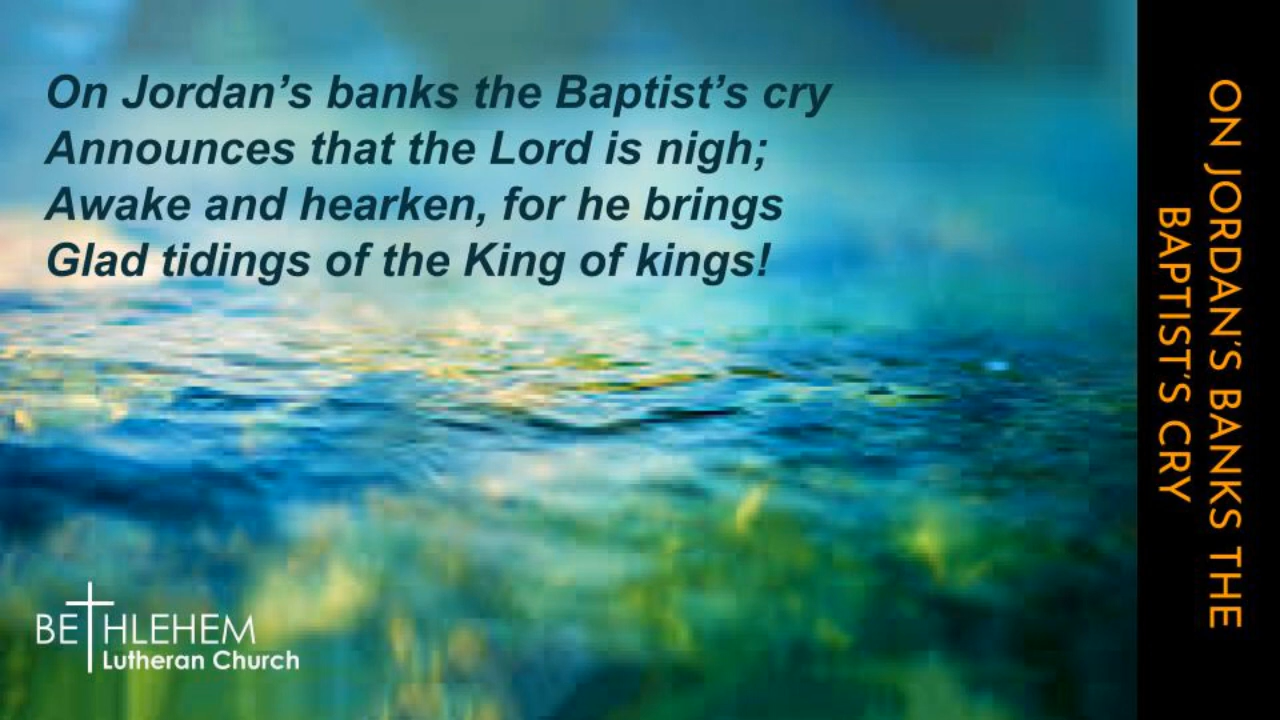 On Jordan’s banks the Baptist’s cry
Announces that the Lord is nigh;
Awake and hearken, for he brings
Glad tidings of the King of kings!
ON JORDAN’S BANKS THE
BAPTIST’S CRY
BETHLEHEM
Lutheran Church